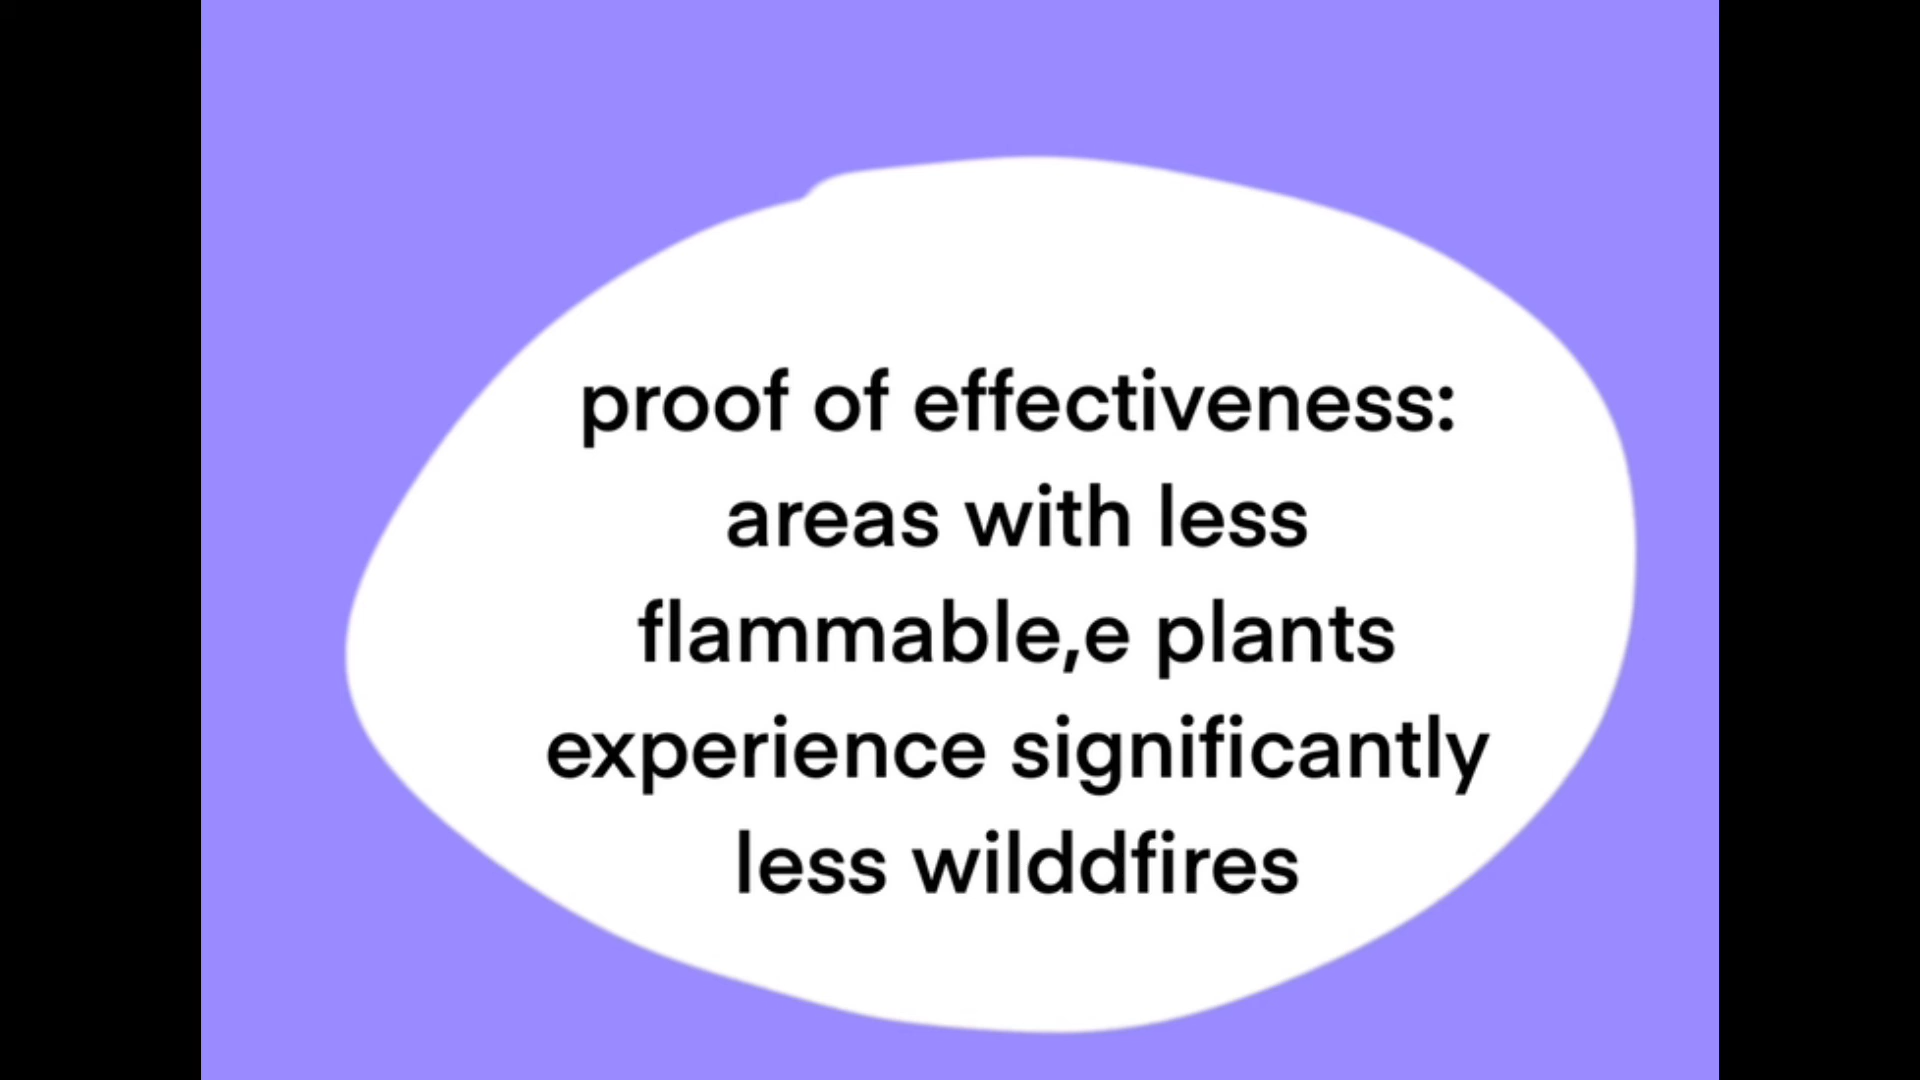 proof of effectiveness:
areas with less
flammable,e plants
experience significantly
less wilddfires